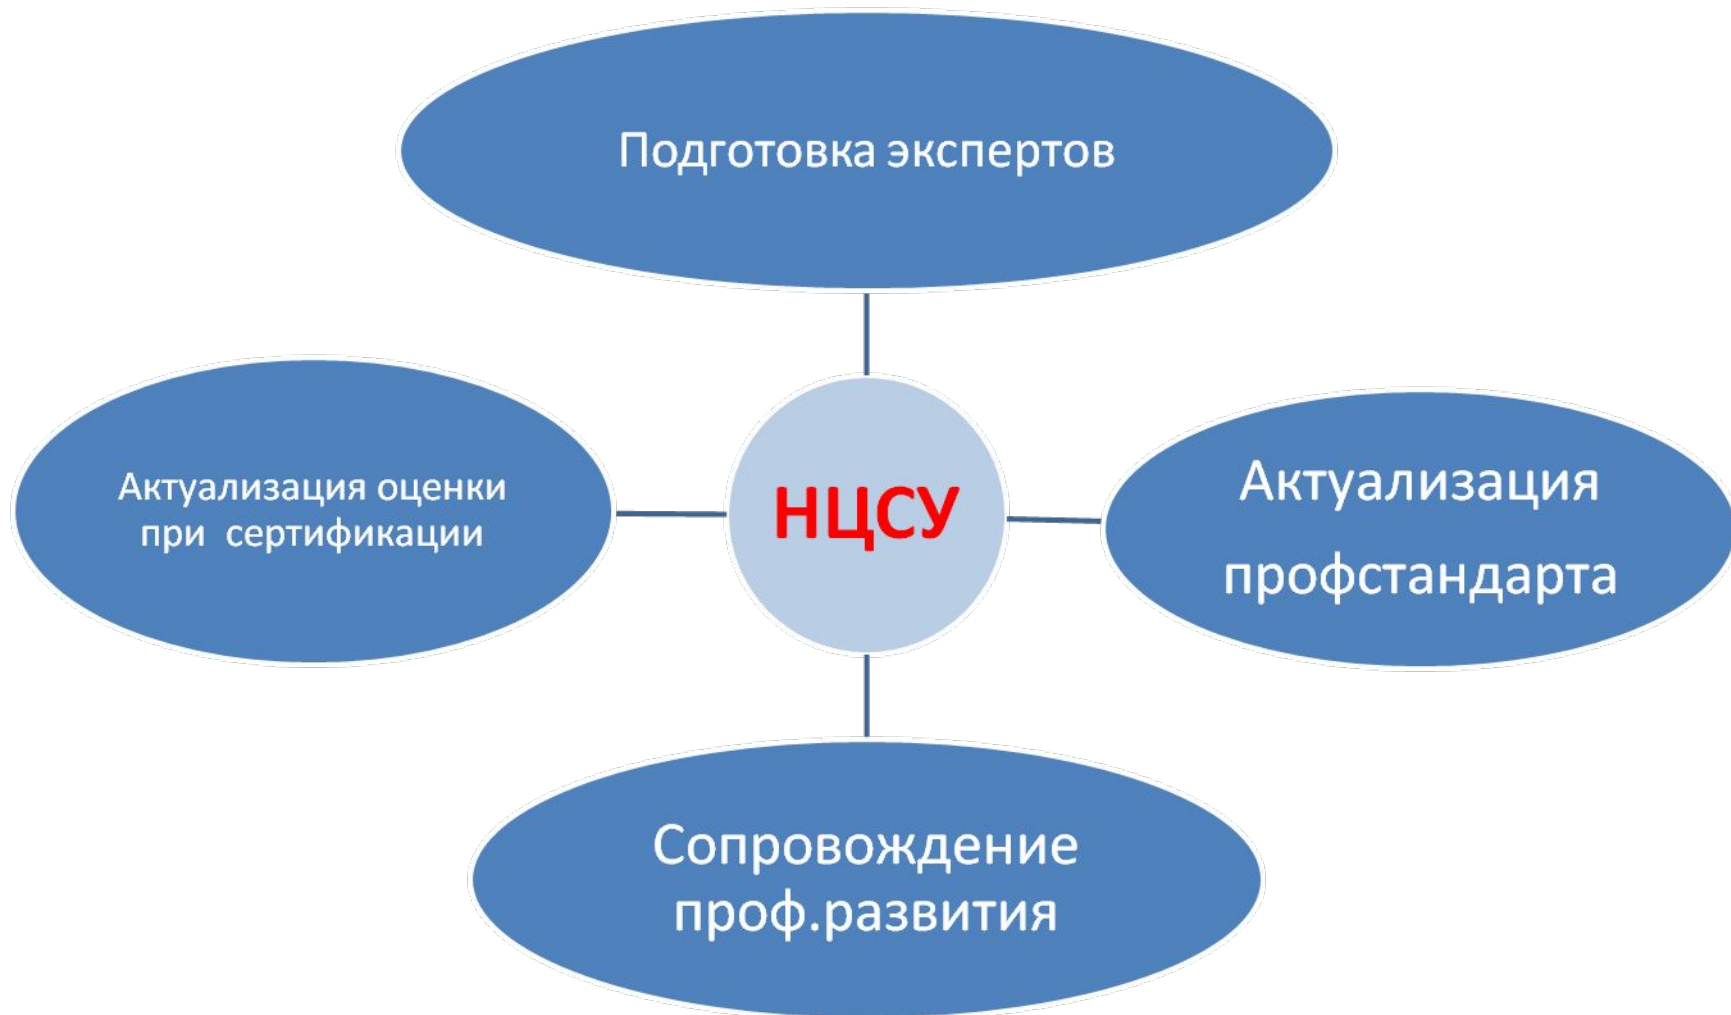 Подготовка экспертов
Актуализация оценки
при  сертификации
НЦСУ
Актуализация
профстандарта
Сопровождение
проф.развития